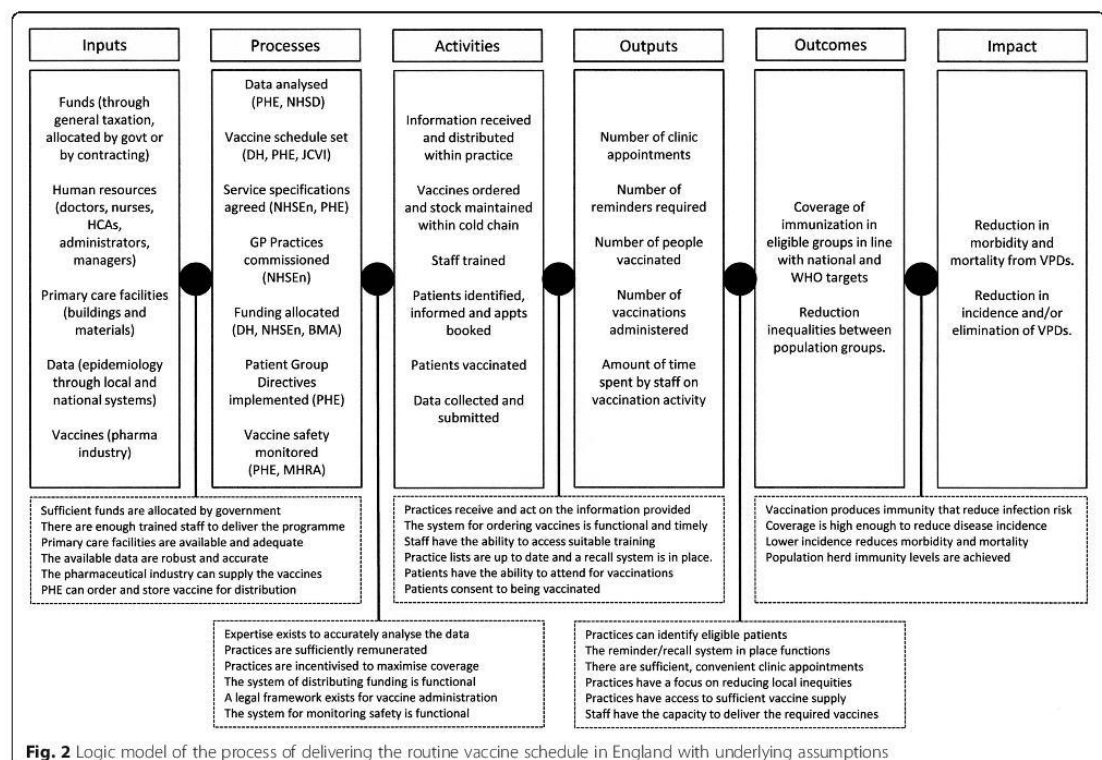 Inputs
Processes
Activities
Outputs
Outcomes
Impact
Funds (through
general taxation,
allocated by govt or
by contracting)
Human resources
(doctors, nurses,
HCAs,
administrators,
managers)
Primary care facilities
(buildings and
materials)
Data (epidemiology
through local and
national systems)
Vaccines (pharma
industry)
Data analysed
(PHE, NHSD)
Vaccine schedule set
(DH, PHE, JCVI)
Service specifications
agreed (NHSEn, PHE)
GP Practices
commissioned
(NHSEn)
Funding allocated
(DH, NHSEn, BMA)
Patient Group
Directives
implemented (PHE)
Vaccine safety
monitored
(PHE, MHRA)
Information received
and distributed
within practice
Vaccines ordered
and stock maintained
within cold chain
Staff trained
Patients identified,
informed and appts
booked
Patients vaccinated
Data collected and
submitted
Number of clinic
appointments
Number of
reminders required
Number of people
vaccinated
Number of
vaccinations
administered
Amount of time
spent by staff on
vaccination activity
Coverage of
immunization in
eligible groups in line
with national and
WHO targets
Reduction
inequalities between
population groups.
Reduction in
morbidity and
mortality from VPDs.
Reduction in
incidence and/or
elimination of VPDs.
Sufficient funds are allocated by government
There are enough trained staff to deliver the programme
Primary care facilities are available and adequate
The available data are robust and accurate
The pharmaceutical industry can supply the vaccines
PHE can order and store vaccine for distribution
Practices receive and act on the information provided
The system for ordering vaccines is functional and timely
Staff have the ability to access suitable training
Practice lists are up to date and a recall system is in place.
Patients have the ability to attend for vaccinations
Patients consent to being vaccinated
Vaccination produces immunity that reduce infection risk
Coverage is high enough to reduce disease incidence
Lower incidence reduces morbidity and mortality
Population herd immunity levels are achieved
Expertise exists to accurately analyse the data
Practices are sufficiently remunerated
Practices are incentivised to maximise coverage
The system of distributing funding is functional
A legal framework exists for vaccine administration
The system for monitoring safety is functional
Practices can identify eligible patients
The reminder/recall system in place functions
There are sufficient, convenient clinic appointments
Practices have a focus on reducing local inequities
Practices have access to sufficient vaccine supply
Staff have the capacity to deliver the required vaccines
Fig. 2 Logic model of the process of delivering the routine vaccine schedule in England with underlying assumptions